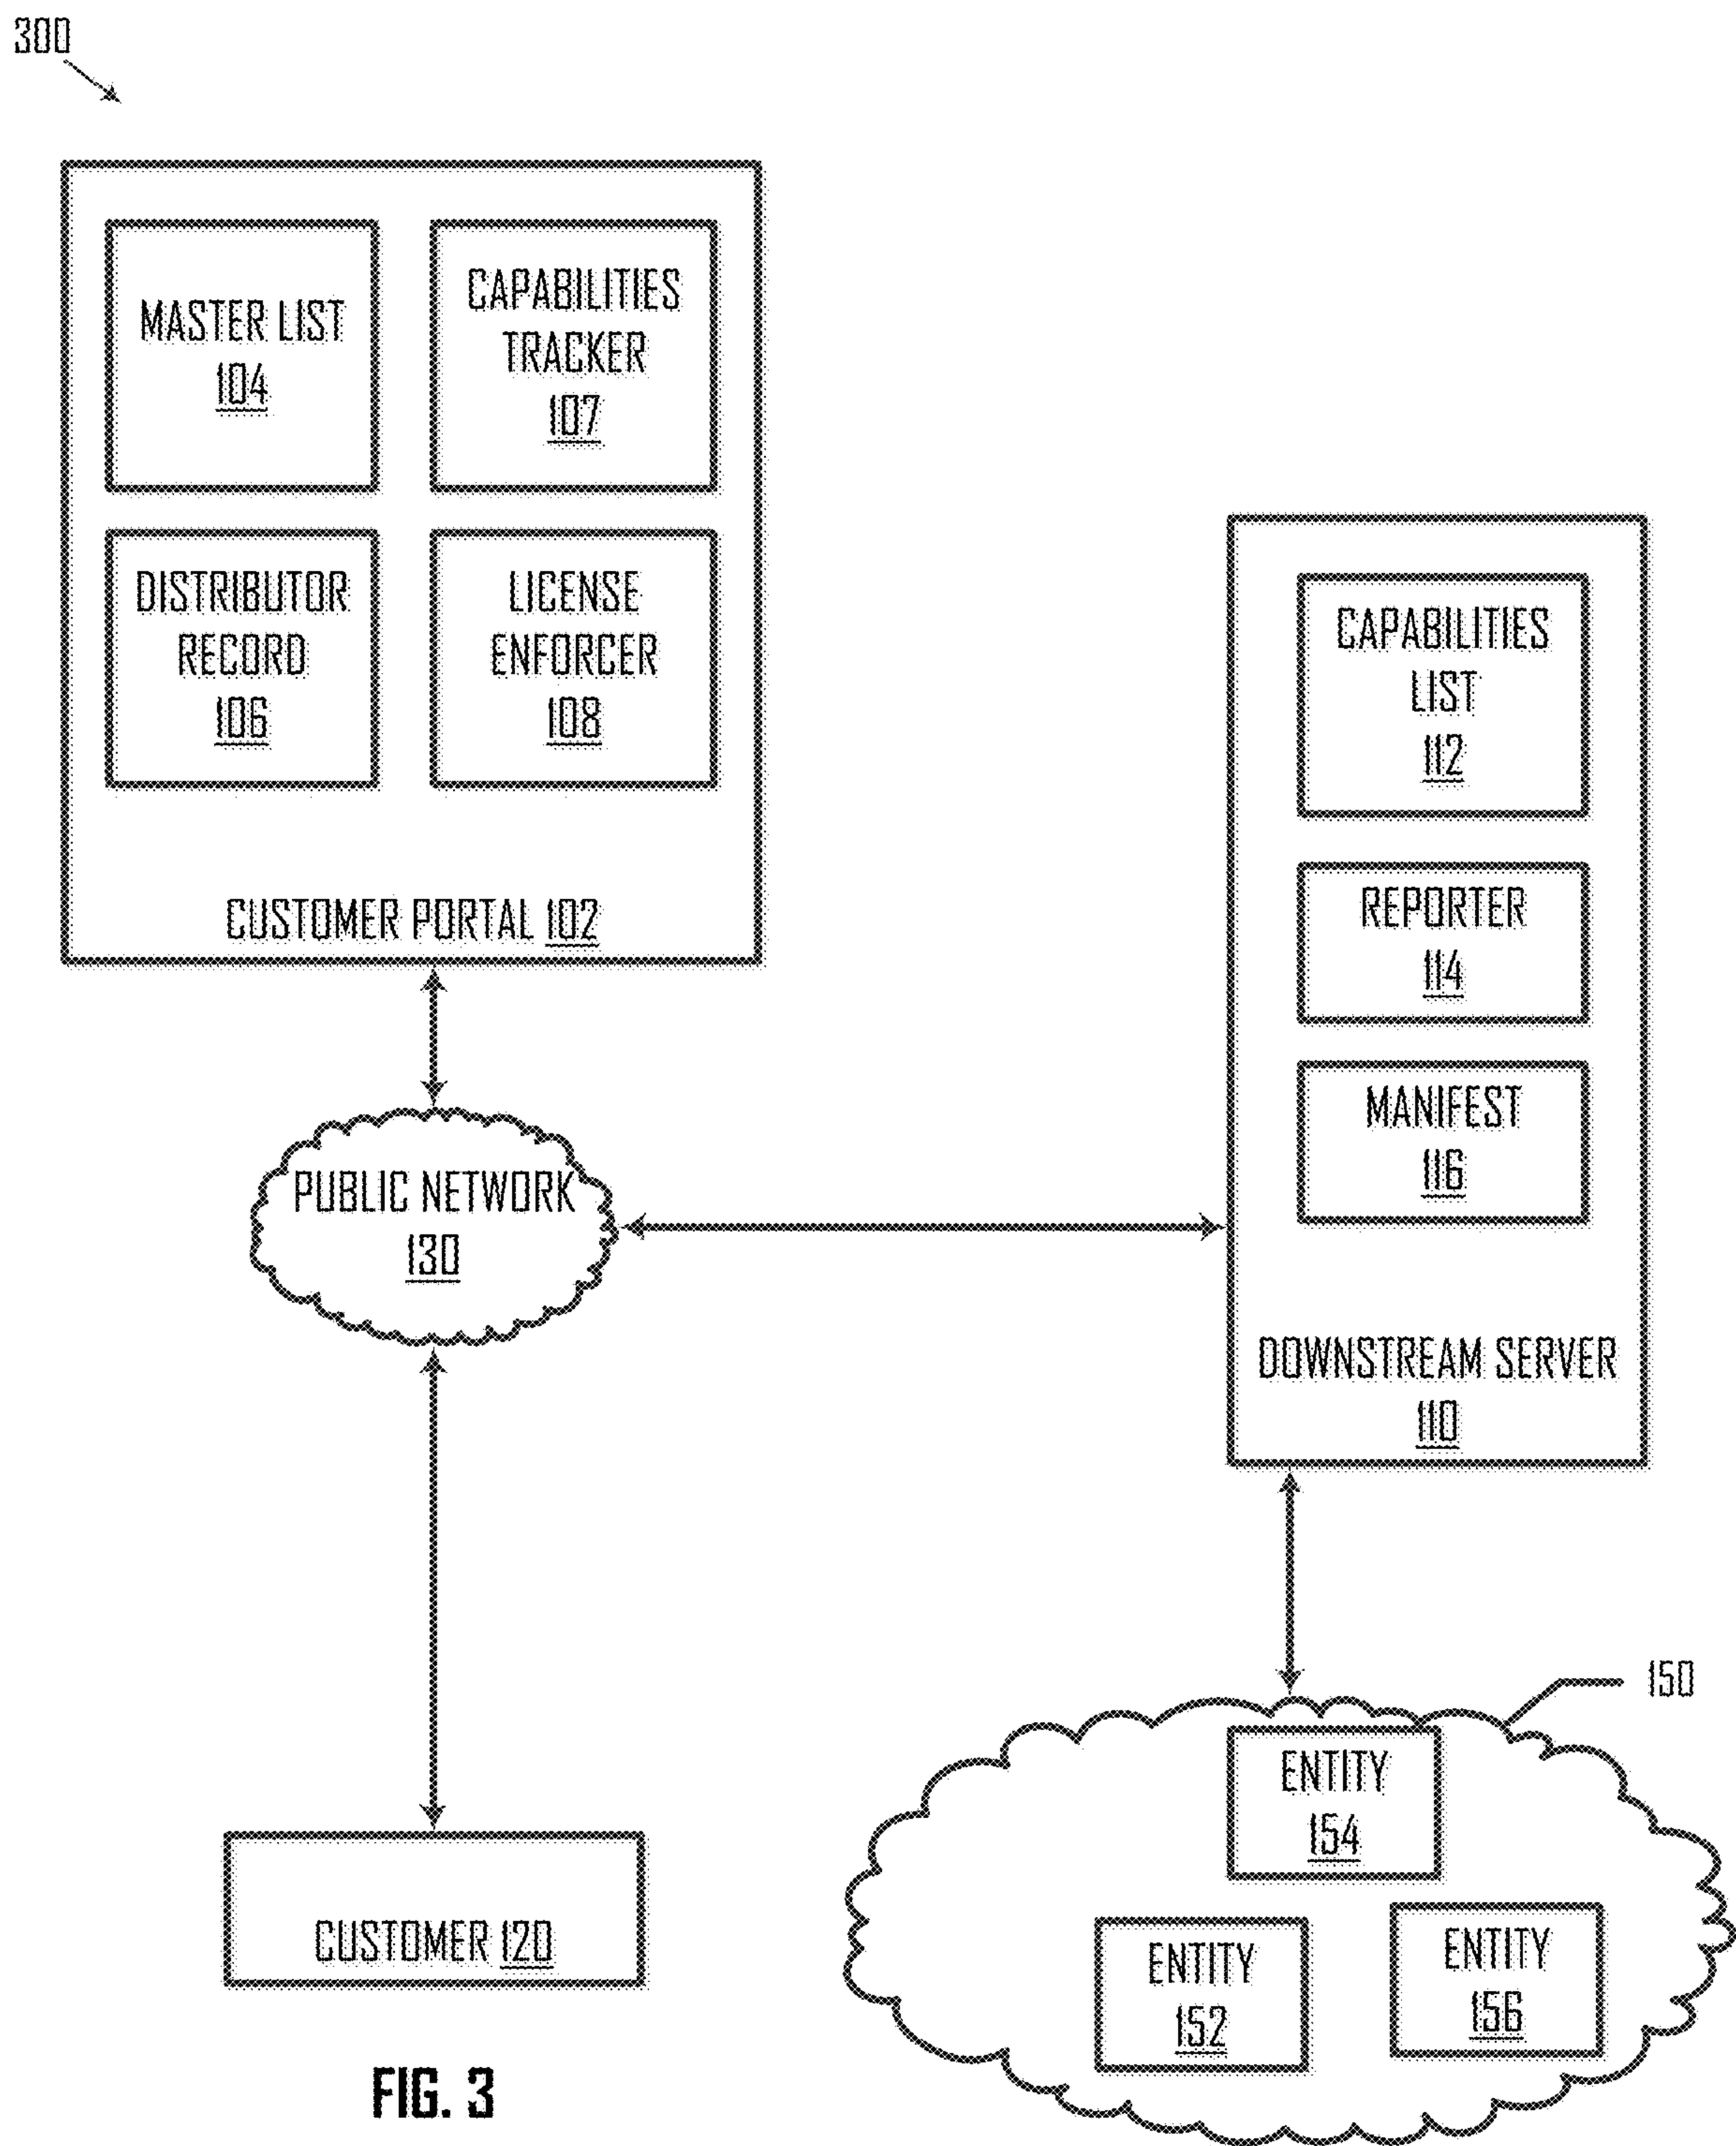 300
MASTER LIST
104
CAPABILITIES
TRACKER
107
DISTRIBUTOR
RECORD
106
LICENSE
ENFORCER
108
CUSTOMER PORTAL 102
CAPABILITIES
LIST
112
REPORTER
114
MANIFEST
116
DOWNSTREAM SERVER
110
PUBLIC NETWORK
130
150
ENTITY
154
ENTITY
152
ENTITY
156
CUSTOMER 120
FIG. 3